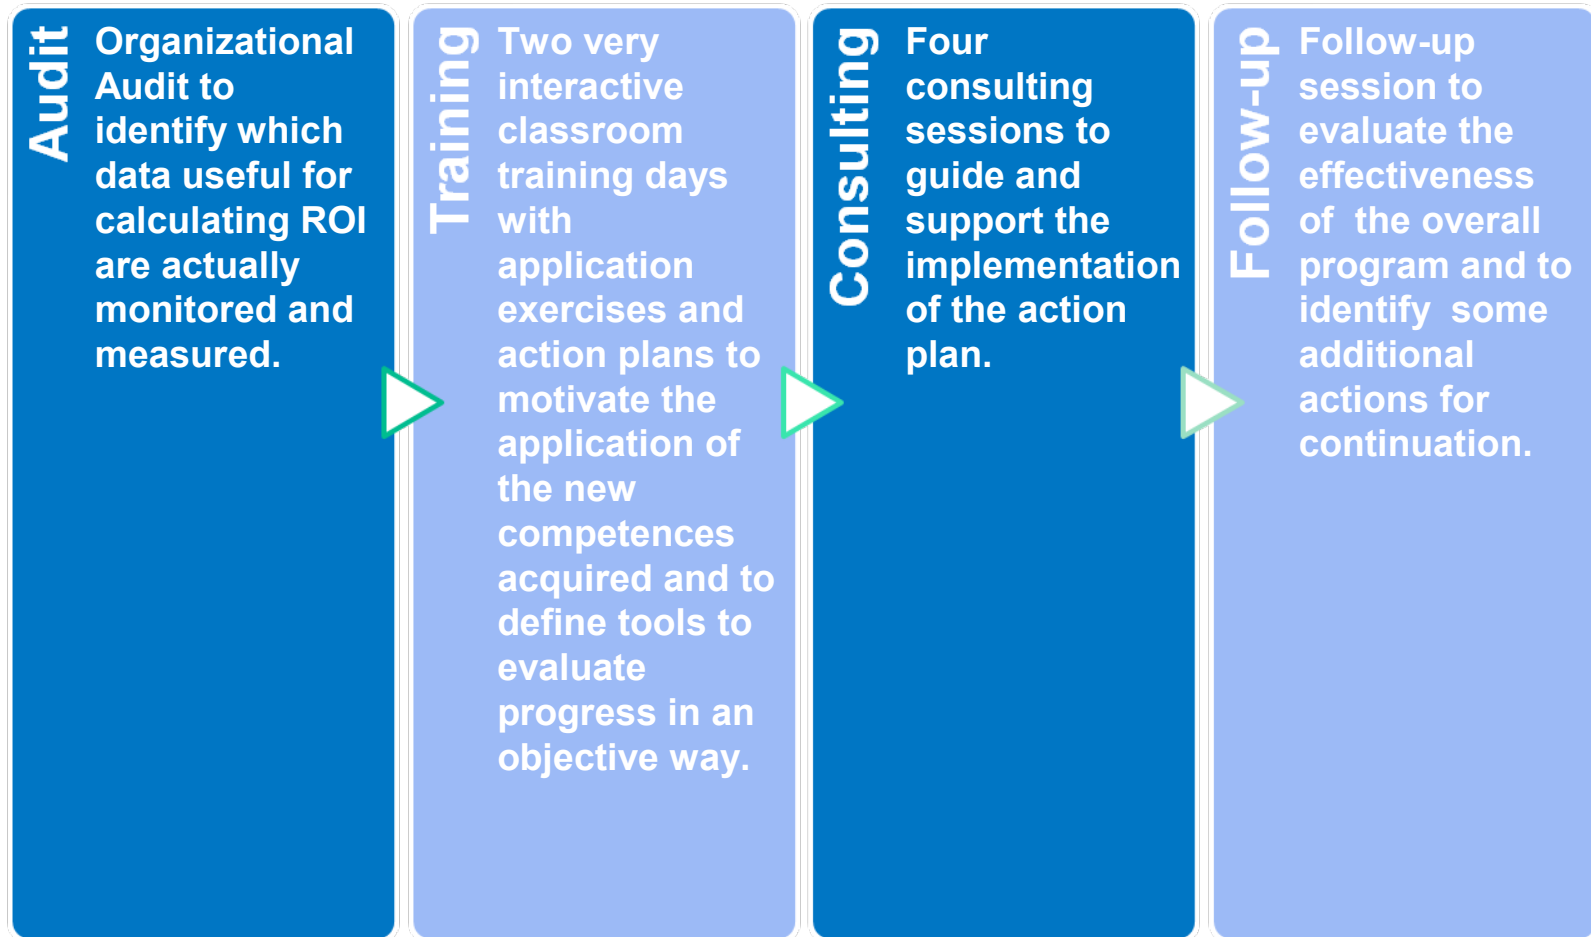 Audit
Organizational
Audit to
identify which
data useful for
calculating ROI
are actually
monitored and
measured.
Training
Two very
interactive
classroom
training days
with
application
exercises and
action plans to
motivate the
application of
the new
competences
acquired and to
define tools to
evaluate
progress in an
objective way.
Consulting
Four
consulting
sessions to
guide and
support the
implementation
of the action
plan.
Follow-up
Follow-up
session to
evaluate the
effectiveness
of  the overall
program and to
identify  some
additional
actions for
continuation.